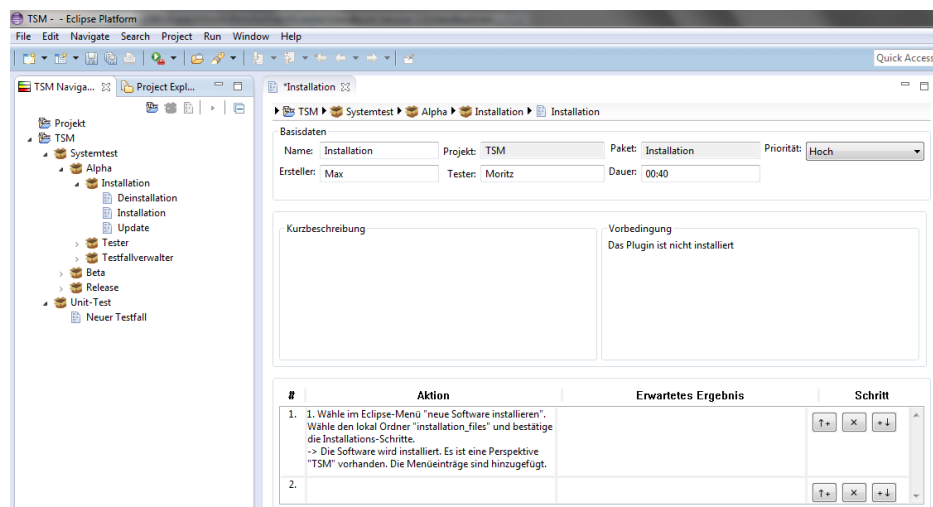 TSM - - Eclipse Platform
File Edit Navigate Search Project Run Window Help
Quick Access
TSM Naviga... Project Expl...
*Installation
Projekt
TSM
Systemtest
Alpha
Installation
Deinstallation
Installation
Update
Tester
Testfallverwalter
Beta
Release
Unit-Test
Neuer Testfall
TSM Systemtest Alpha Installation Installation
Basisdaten
Name: Installation Projekt: TSM Paket: Installation Priorität: Hoch
Ersteller: Max Tester: Moritz Dauer: 00:40
Kurzbeschreibung
Vorbedingung
Das Plugin ist nicht installiert
# Aktion Erwartetes Ergebnis Schritt
1. 1. Wähle im Eclipse-Menü "neue Software installieren".
Wähle den lokal Ordner "installation_files" und bestätige
die Installations-Schritte.
-> Die Software wird installiert. Es ist eine Perspektive
"TSM" vorhanden. Die Menüeinträge sind hinzugefügt.
↑+ × +↓
2.
↑+ × +↓